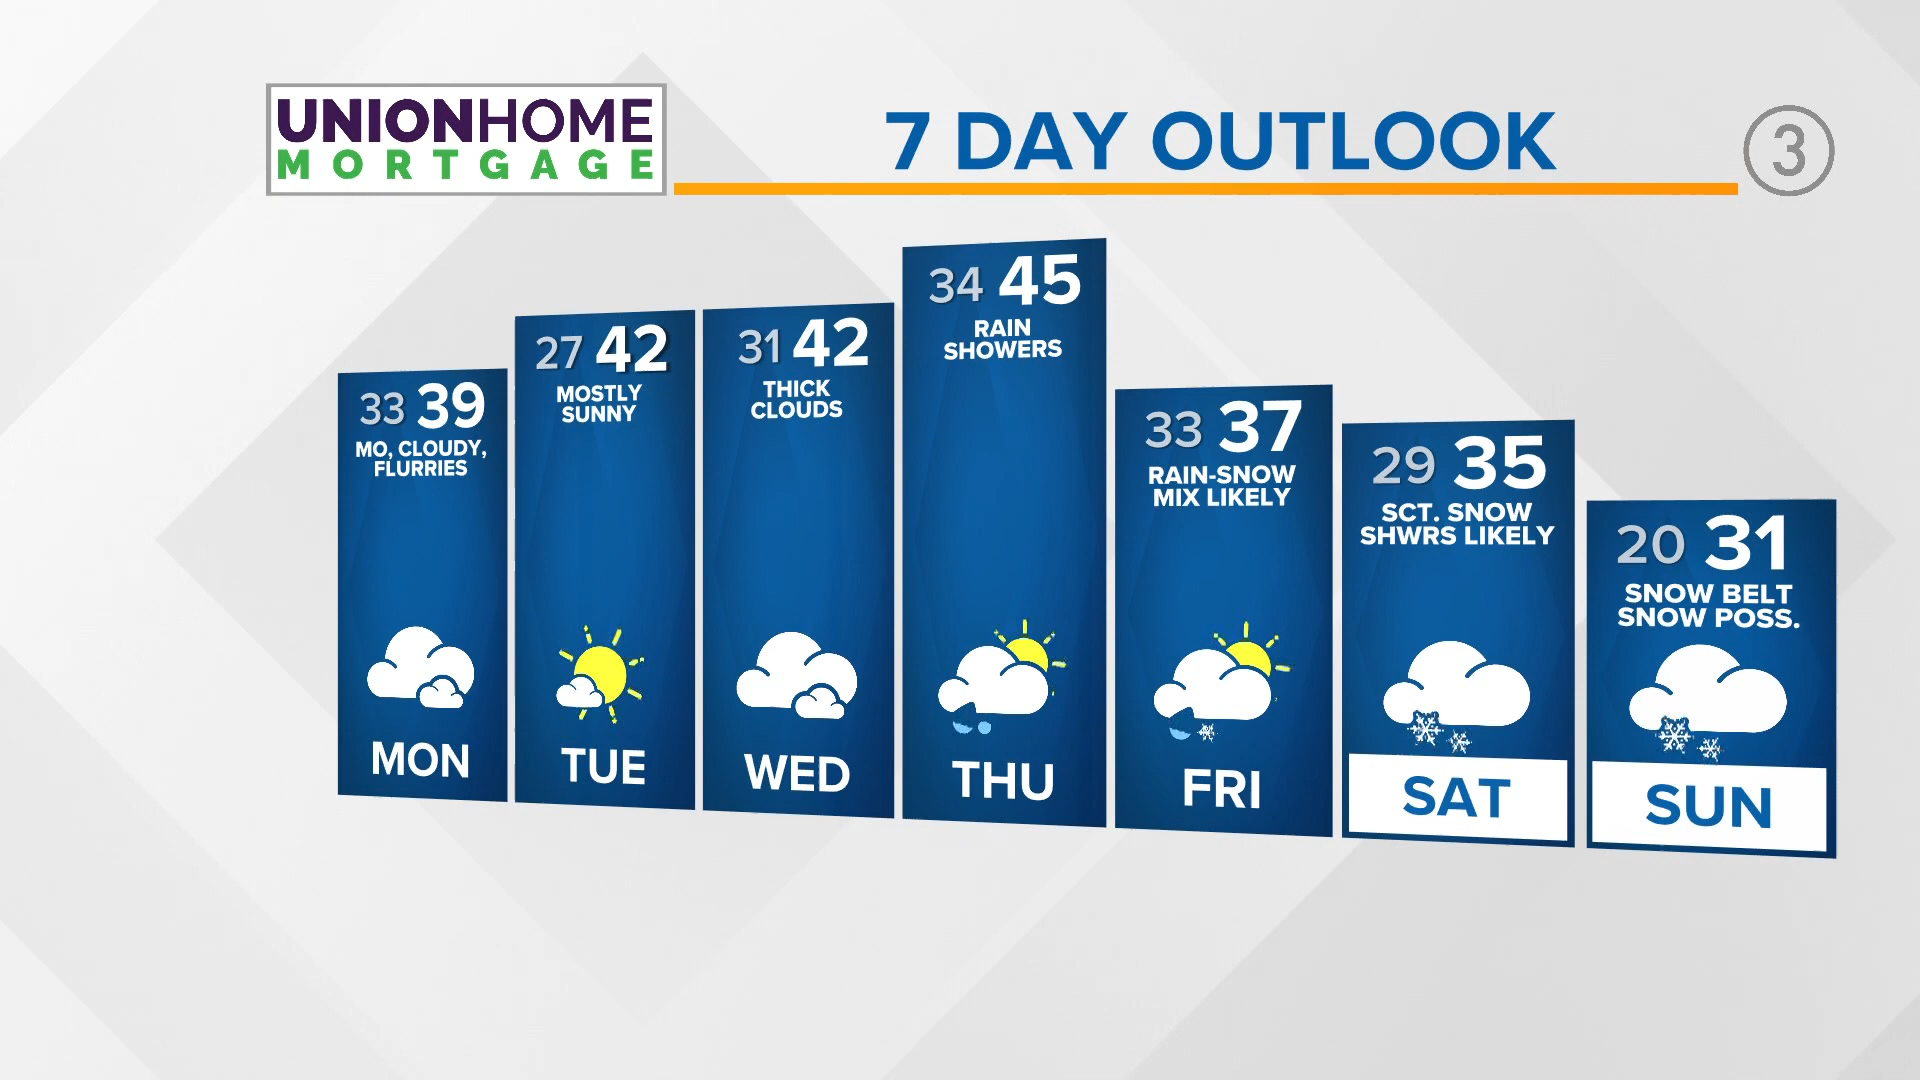 UNIONHOME
MORTGAGE
7 DAY OUTLOOK
3
33 39
MO, CLOUDY,
FLURRIES
MON
27 42
MOSTLY
SUNNY
TUE
31 42
THICK
CLOUDS
WED
34 45
RAIN
SHOWERS
THU
33 37
RAIN-SNOW
MIX LIKELY
FRI
29 35
SCT. SNOW
SHWRS LIKELY
SAT
20 31
SNOW BELT
SNOW POSS.
SUN